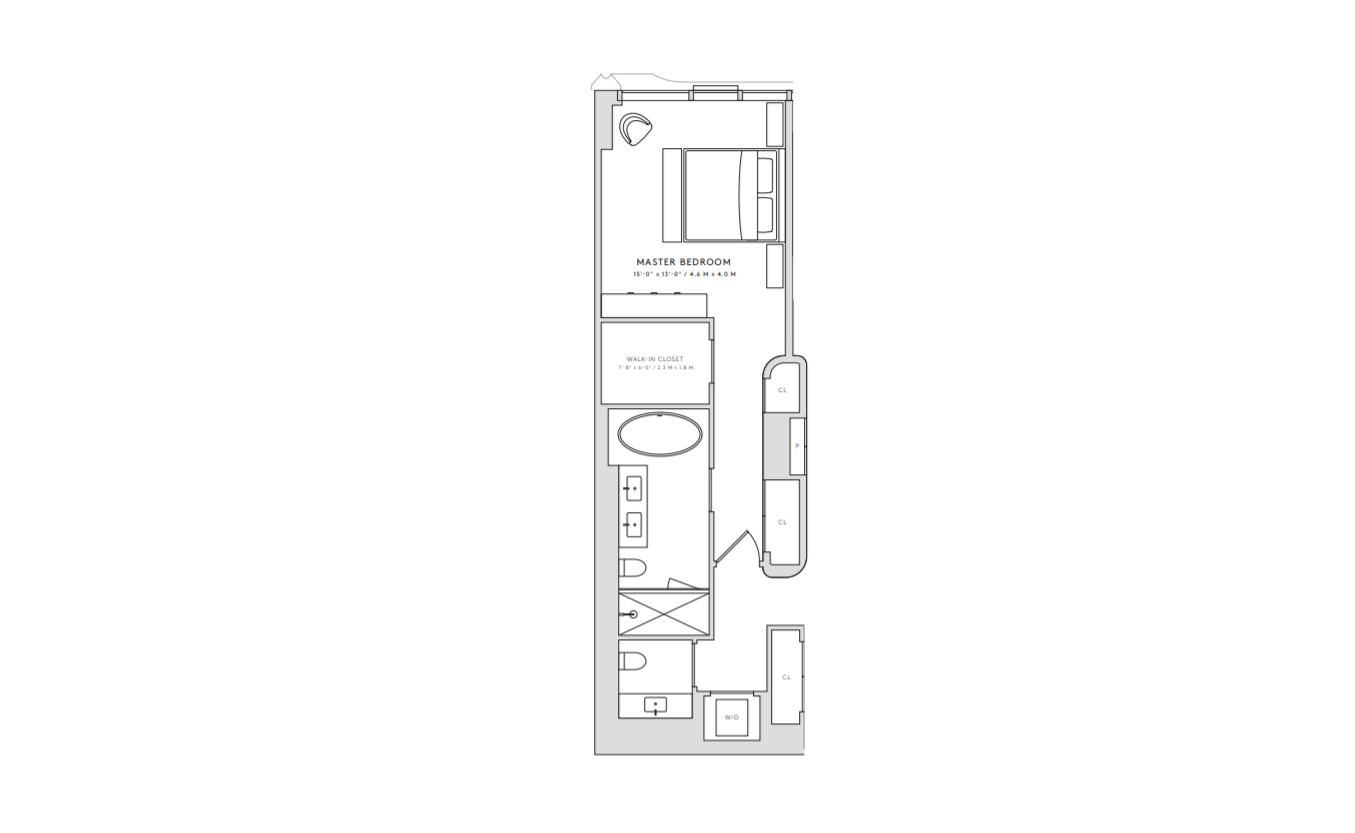 MASTER BEDROOM
15'-0" x 13'-0" / 4.6 M x 4.0 M
WALK-IN CLOSET
7'-8" x 6'-0" / 2.3 M x 1.8 M
CL
P
CL
CL
W/D